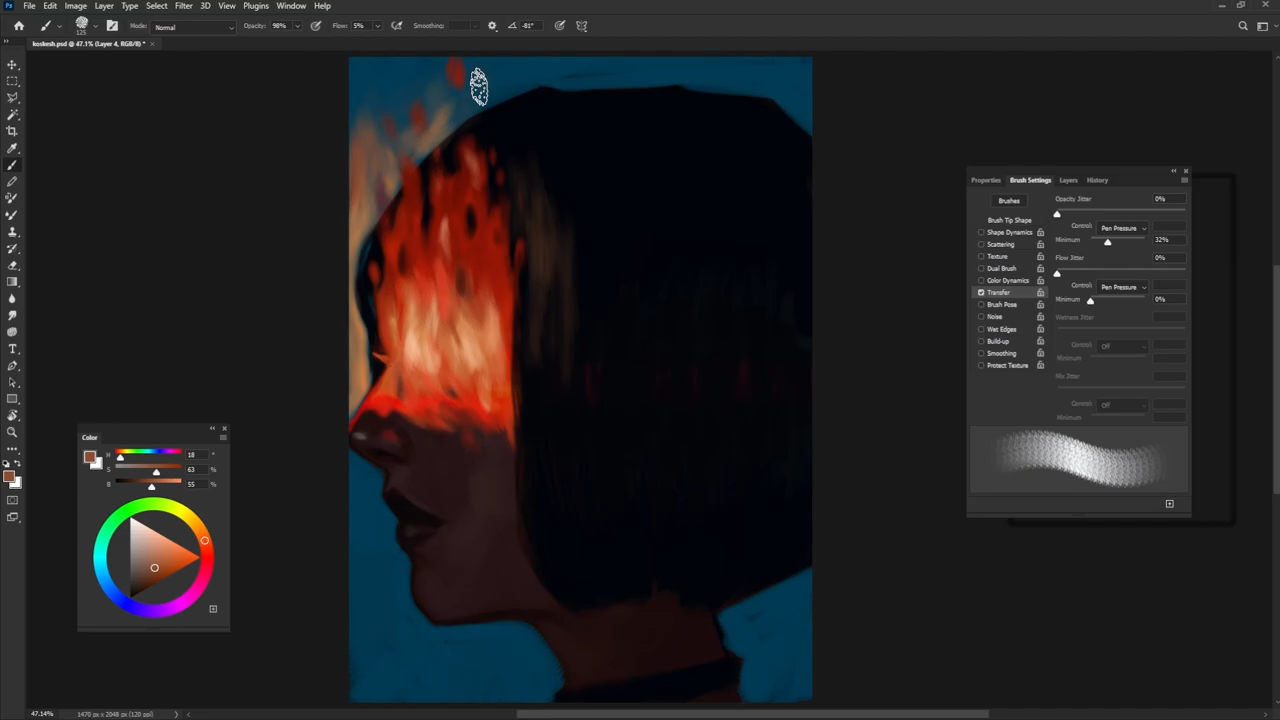 Ps File Edit Image Layer Type Select Filter 3D View Plugins Window Help
125 Mode: Normal Opacity: 98% Flow: 5% Smoothing: -81°
koskesh.psd @ 47.1% (Layer 4, RGB/8) *
Properties Brush Settings Layers History
Brushes
Brush Tip Shape
Shape Dynamics
Scattering
Texture
Dual Brush
Color Dynamics
Transfer
Brush Pose
Noise
Wet Edges
Build-up
Smoothing
Protect Texture
Opacity Jitter 0%
Control: Pen Pressure
Minimum 32%
Flow Jitter 0%
Control: Pen Pressure
Minimum 0%
Wetness Jitter
Control: Off
Minimum
Mix Jitter
Control: Off
Minimum
Color
H 18 °
S 63 %
B 55 %
47.14% 1470 px x 2048 px (120 ppi)